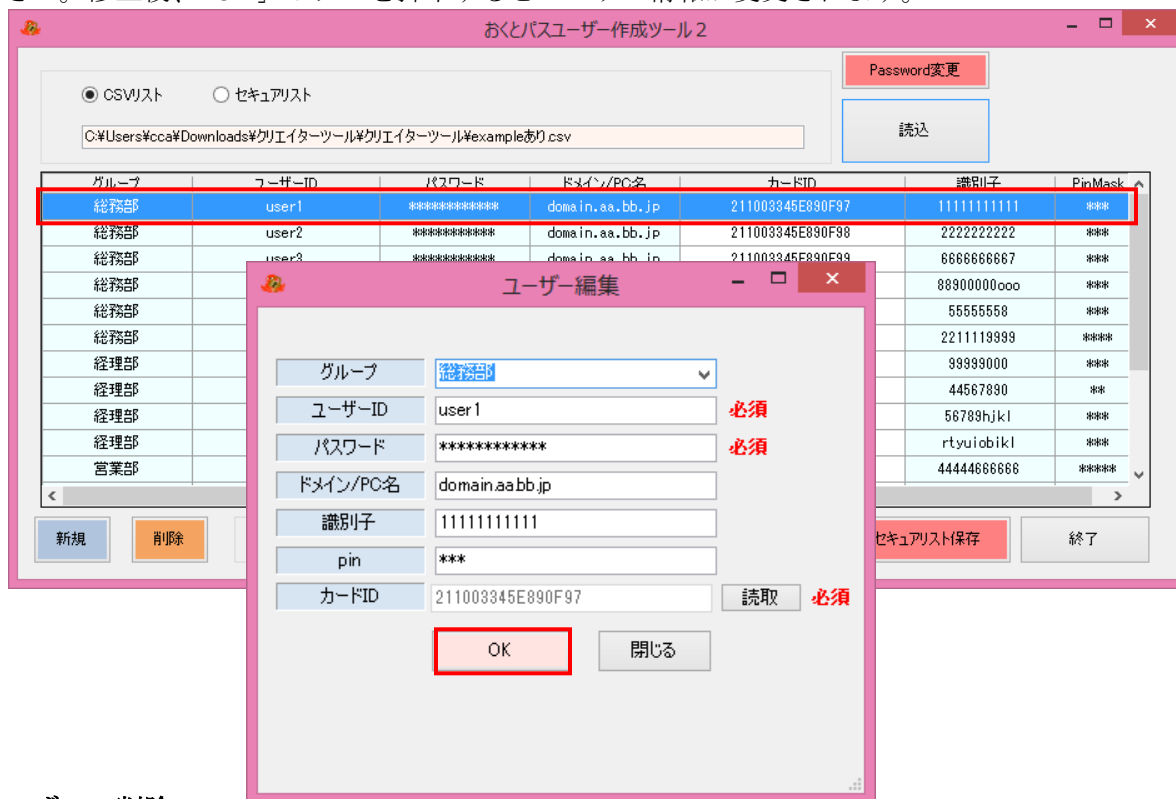 おくとパスユーザー作成ツール2
Password変更
CSVリスト セキュアリスト
読込
C:¥Users¥cca¥Downloads¥クリエイターツール¥クリエイターツール¥exampleあり.csv
グループ ユーザーID パスワード ドメイン/PC名 カードID 識別子 PinMask
総務部 user1 ************ domain.aa.bb.jp 211003345E890F97 11111111111 ***
総務部 user2 *********** domain.aa.bb.jp 211003345E890F98 2222222222 ***
総務部 user3 *********** domain.aa.bb.jp 211003345E890F99 6666666667 ***
総務部 88900000ooo ***
総務部 55555558 ***
総務部 2211119999 ****
経理部 99999000 ***
経理部 44567890 **
経理部 56789hjkl ***
経理部 rtyuiobikl ***
営業部 44444666666 *****
新規 削除 セキュアリスト保存 終了
ユーザー編集
グループ 総務部
ユーザーID user1 必須
パスワード ************ 必須
ドメイン/PC名 domain.aa.bb.jp
識別子 11111111111
pin ***
カードID 211003345E890F97 読取 必須
OK 閉じる